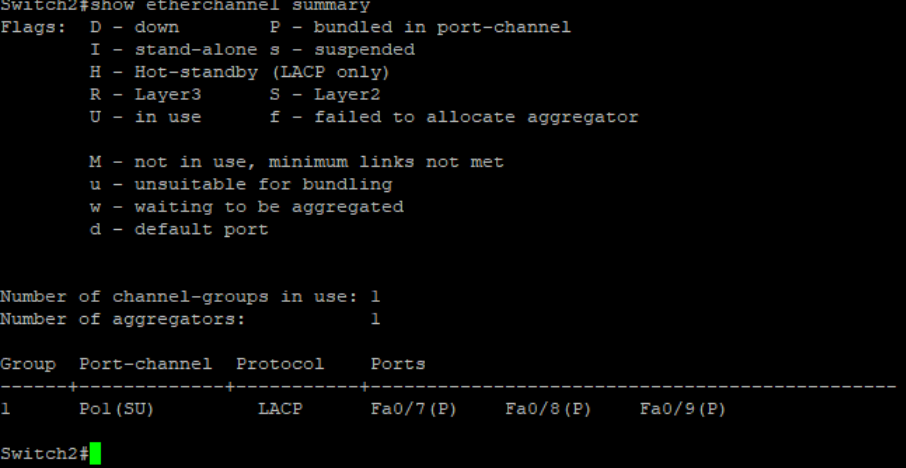 Switch2#show etherchannel summary
Flags:  D - down        P - bundled in port-channel
        I - stand-alone s - suspended
        H - Hot-standby (LACP only)
        R - Layer3      S - Layer2
        U - in use      f - failed to allocate aggregator
        M - not in use, minimum links not met
        u - unsuitable for bundling
        w - waiting to be aggregated
        d - default port
Number of channel-groups in use: 1
Number of aggregators:           1
Group  Port-channel  Protocol    Ports
------+-------------+-----------+-----------------------------------------------
1      Po1(SU)         LACP      Fa0/7(P)    Fa0/8(P)    Fa0/9(P)
Switch2#